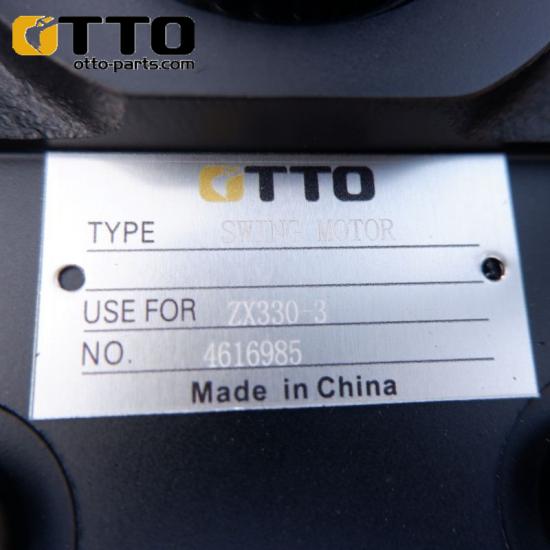 OTTO
otto-parts.com
OTTO
TYPE SWING MOTOR
USE FOR ZX330-3
NO. 4616985
Made in China